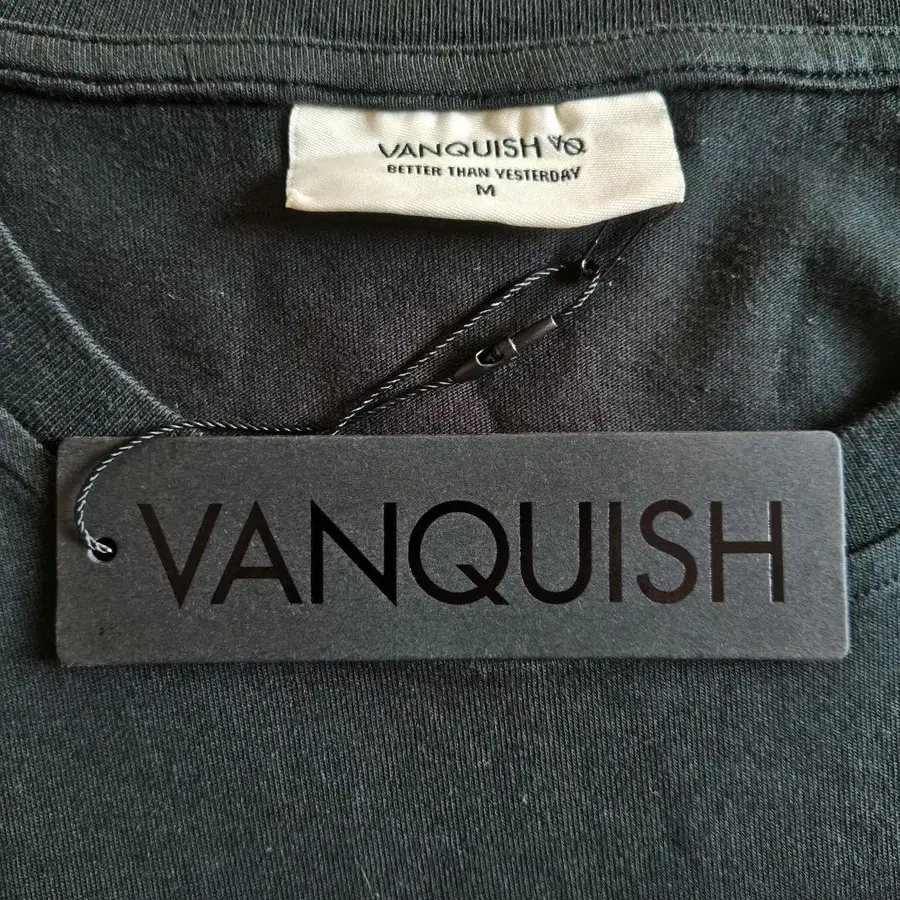 VANQUISH VQ
BETTER THAN YESTERDAY
M
VANQUISH